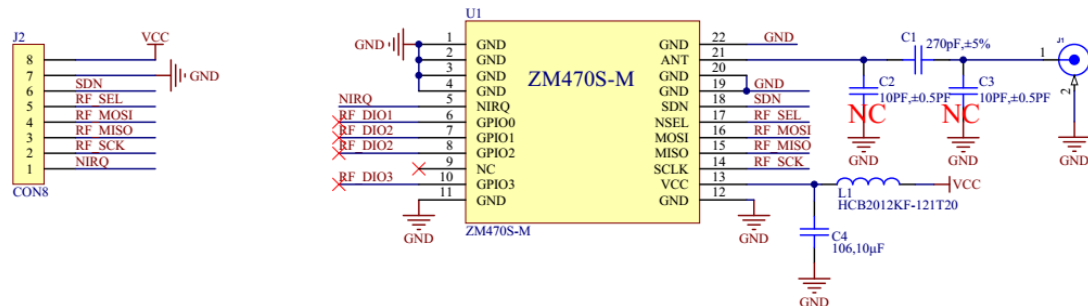 J2
VCC
8
7
GND
SDN
6
RF_SEL
5
RF_MOSI
4
RF_MISO
3
RF_SCK
2
NIRQ
1
CON8
U1
ZM470S-M
GND
1 GND
2 GND
3 GND
4 GND
NIRQ 5 NIRQ
RF_DIO1 6 GPIO0
RF_DIO2 7 GPIO1
RF_DIO2 8 GPIO2
9 NC
RF_DIO3 10 GPIO3
11 GND
GND
ZM470S-M
GND 22 GND
ANT 21
GND 20
GND 19 GND
SDN 18 SDN
NSEL 17 RF_SEL
MOSI 16 RF_MOSI
MISO 15 RF_MISO
SCLK 14 RF_SCK
VCC 13
GND 12
GND
C1
270pF,±5%
C2
10PF,±0.5PF
NC
GND
C3
10PF,±0.5PF
NC
GND
J1
1
2
GND
L1
HCB2012KF-121T20
VCC
C4
106,10μF
GND